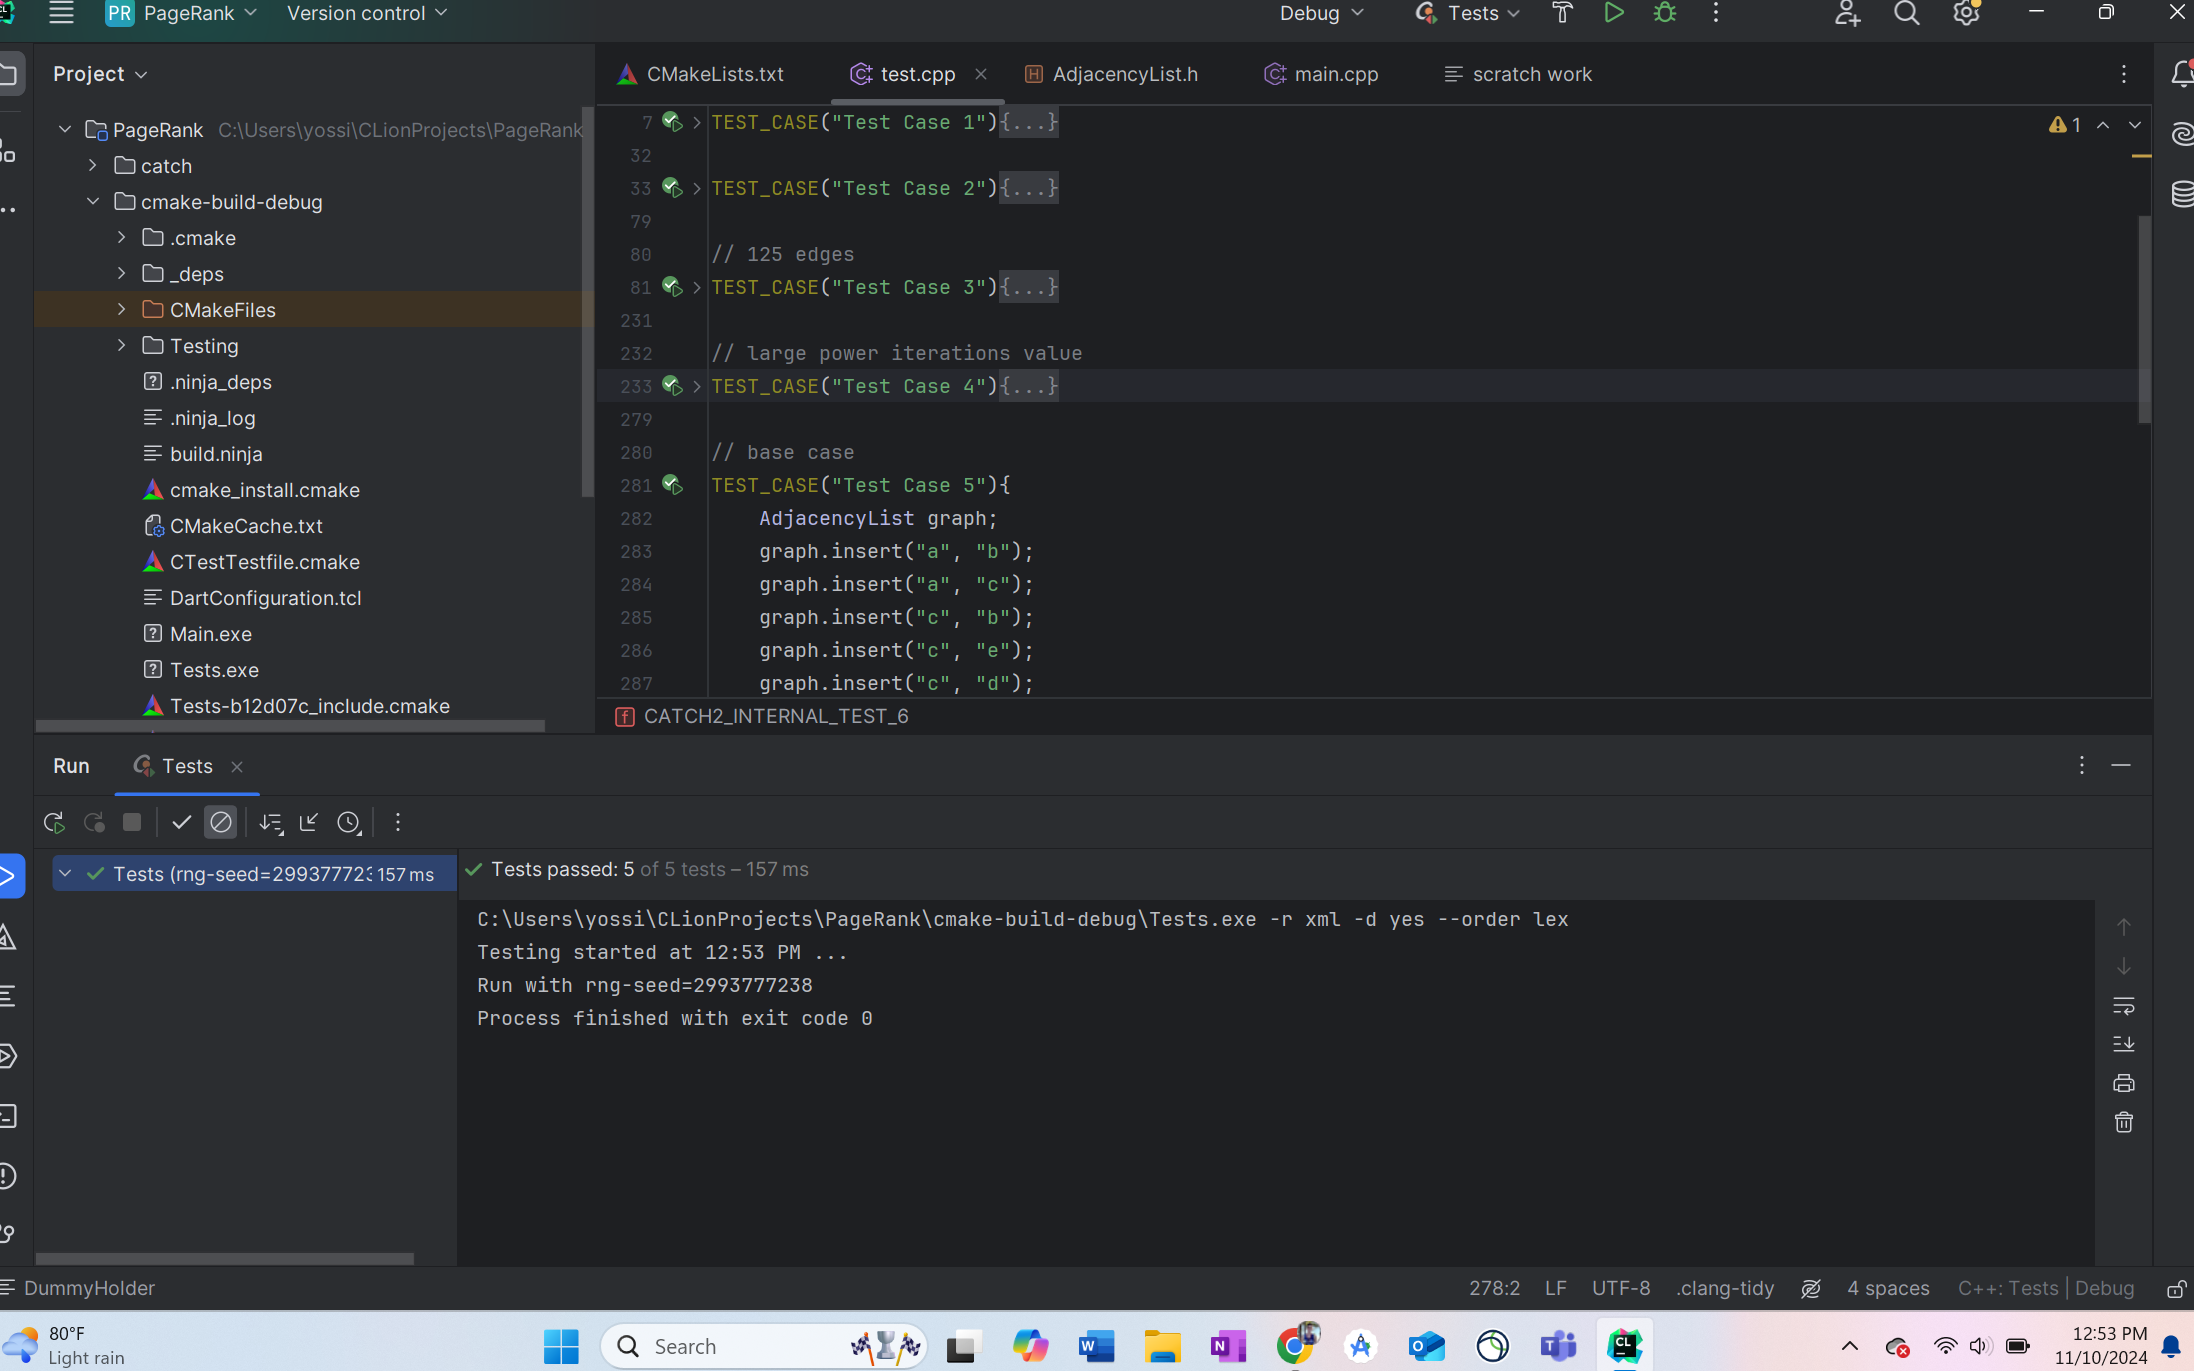 PR PageRank
Version control
Debug
Tests
Project
CMakeLists.txt
test.cpp
AdjacencyList.h
main.cpp
scratch work
PageRank C:\Users\yossi\CLionProjects\PageRank
catch
cmake-build-debug
.cmake
_deps
CMakeFiles
Testing
.ninja_deps
.ninja_log
build.ninja
cmake_install.cmake
CMakeCache.txt
CTestTestfile.cmake
DartConfiguration.tcl
Main.exe
Tests.exe
Tests-b12d07c_include.cmake
7 TEST_CASE("Test Case 1"){...}
1
32
33 TEST_CASE("Test Case 2"){...}
79
80 // 125 edges
81 TEST_CASE("Test Case 3"){...}
231
232 // large power iterations value
233 TEST_CASE("Test Case 4"){...}
279
280 // base case
281 TEST_CASE("Test Case 5"){
282 AdjacencyList graph;
283 graph.insert("a", "b");
284 graph.insert("a", "c");
285 graph.insert("c", "b");
286 graph.insert("c", "e");
287 graph.insert("c", "d");
f CATCH2_INTERNAL_TEST_6
Run
Tests
Tests (rng-seed=299377723 157 ms
Tests passed: 5 of 5 tests – 157 ms
C:\Users\yossi\CLionProjects\PageRank\cmake-build-debug\Tests.exe -r xml -d yes --order lex
Testing started at 12:53 PM ...
Run with rng-seed=2993777238
Process finished with exit code 0
DummyHolder
278:2
LF
UTF-8
.clang-tidy
4 spaces
C++: Tests | Debug
80°F
Light rain
Search
12:53 PM
11/10/2024